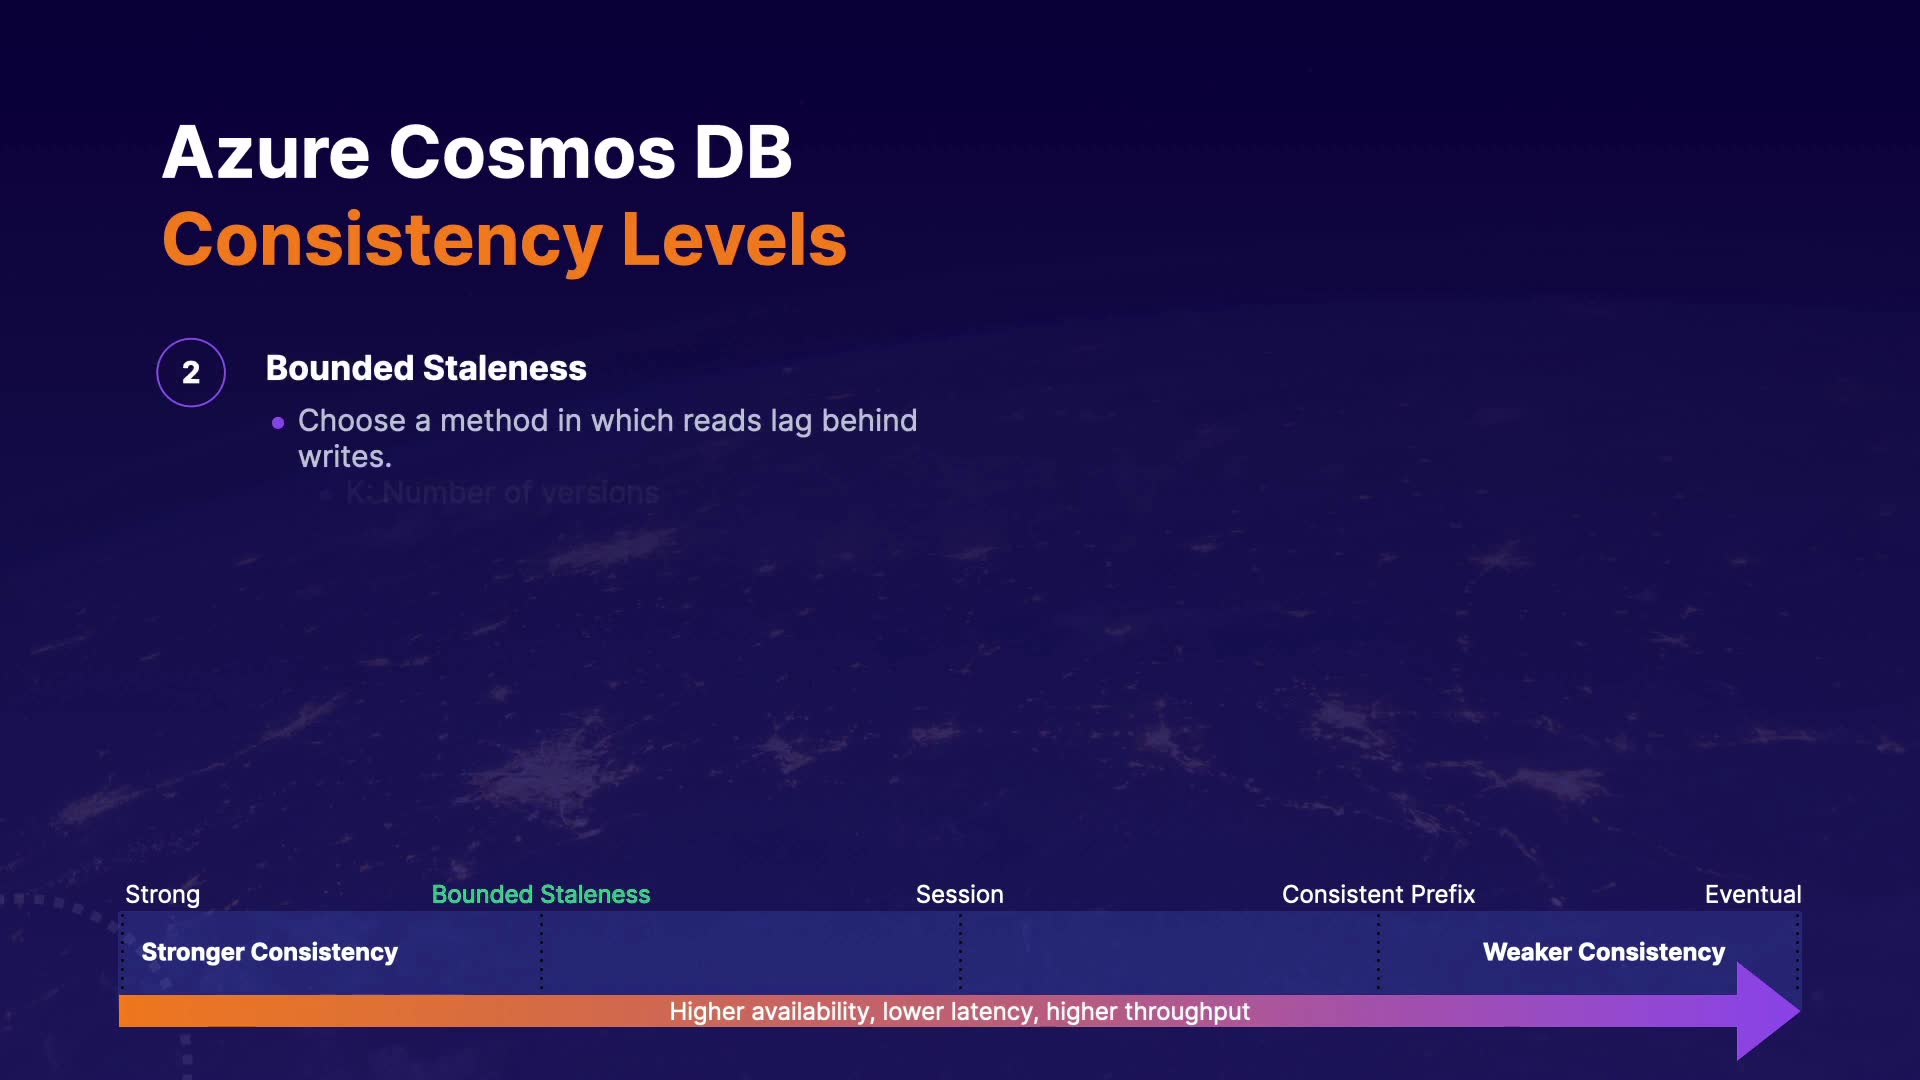 Azure Cosmos DB
Consistency Levels
2
Bounded Staleness
Choose a method in which reads lag behind
writes.
K: Number of versions
Strong
Bounded Staleness
Session
Consistent Prefix
Eventual
Stronger Consistency
Weaker Consistency
Higher availability, lower latency, higher throughput